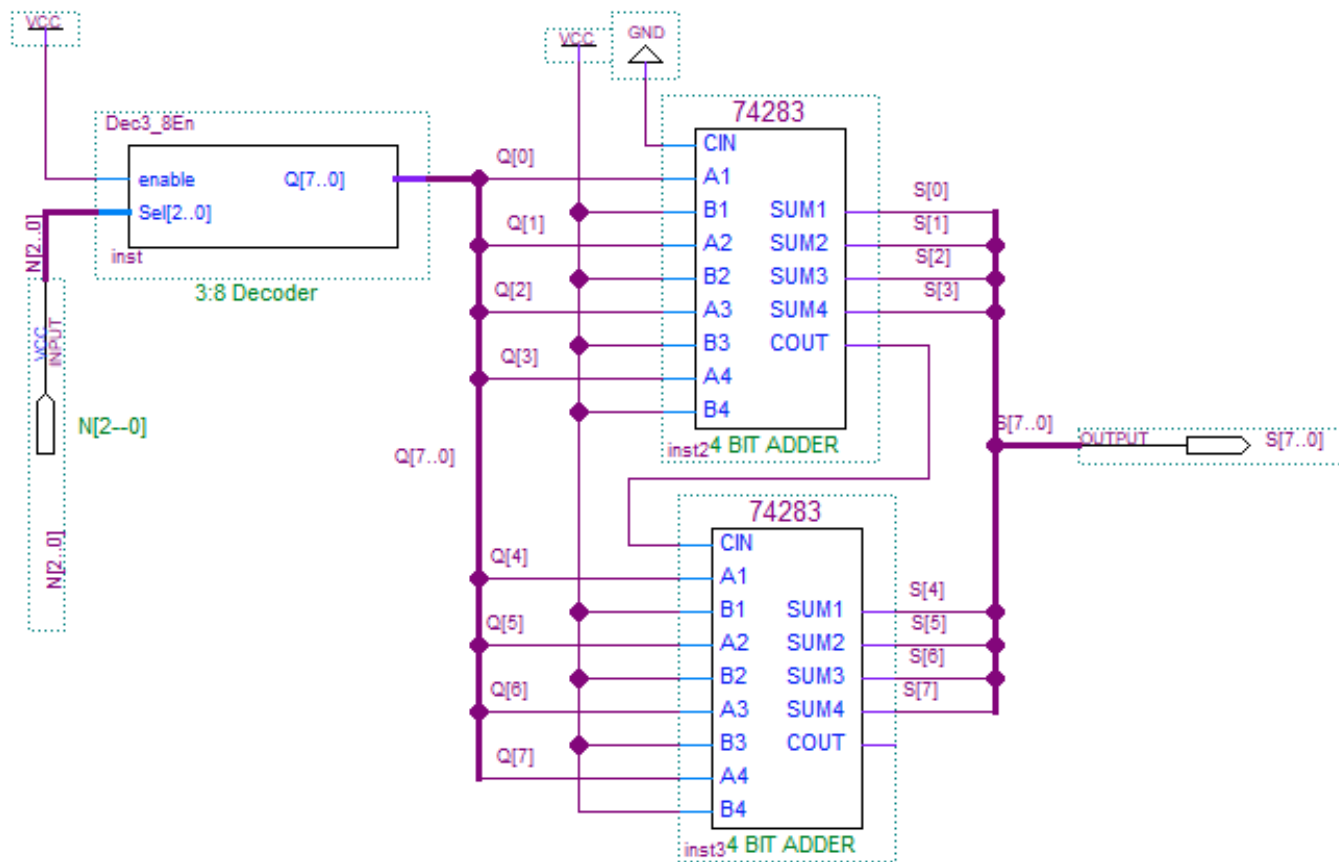 VCC
VCC
GND
Dec3_8En
enable
Q[7..0]
Sel[2..0]
inst
3:8 Decoder
N[2..0]
VCC
INPUT
N[2--0]
N[2..0]
Q[0]
Q[1]
Q[2]
Q[3]
Q[7..0]
Q[4]
Q[5]
Q[6]
Q[7]
74283
CIN
A1
B1 SUM1
A2 SUM2
B2 SUM3
A3 SUM4
B3 COUT
A4
B4
inst2 4 BIT ADDER
74283
CIN
A1
B1 SUM1
A2 SUM2
B2 SUM3
A3 SUM4
B3 COUT
A4
B4
inst3 4 BIT ADDER
S[0]
S[1]
S[2]
S[3]
S[7..0]
OUTPUT
S[7..0]
S[4]
S[5]
S[6]
S[7]